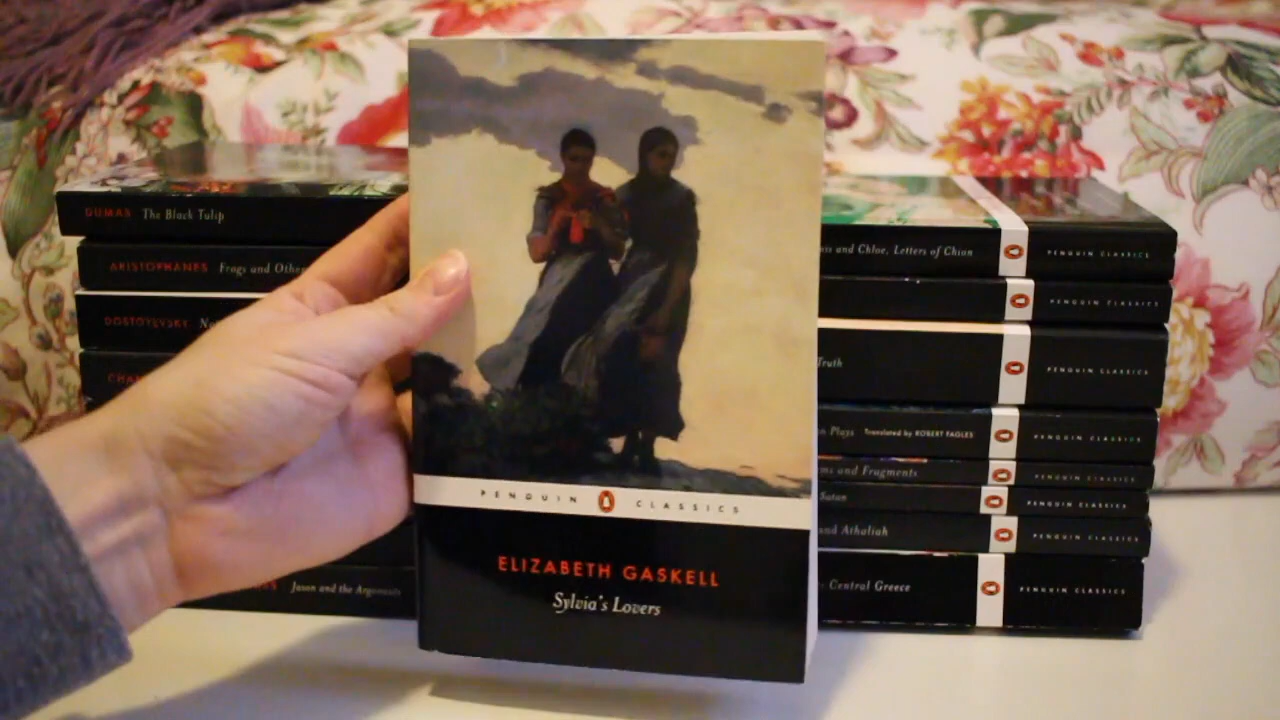 DUMAS The Black Tulip
ARISTOPHANES Frogs and Other
DOSTOYEVSKY
Jason and the Argonauts
PENGUIN CLASSICS
ELIZABETH GASKELL
Sylvia's Lovers
and Chloe, Letters of Chion PENGUIN CLASSICS
PENGUIN CLASSICS
Truth PENGUIN CLASSICS
Plays Translated by ROBERT FAGLES PENGUIN CLASSICS
and Fragments PENGUIN CLASSICS
Satan PENGUIN CLASSICS
and Athaliah PENGUIN CLASSICS
Central Greece PENGUIN CLASSICS